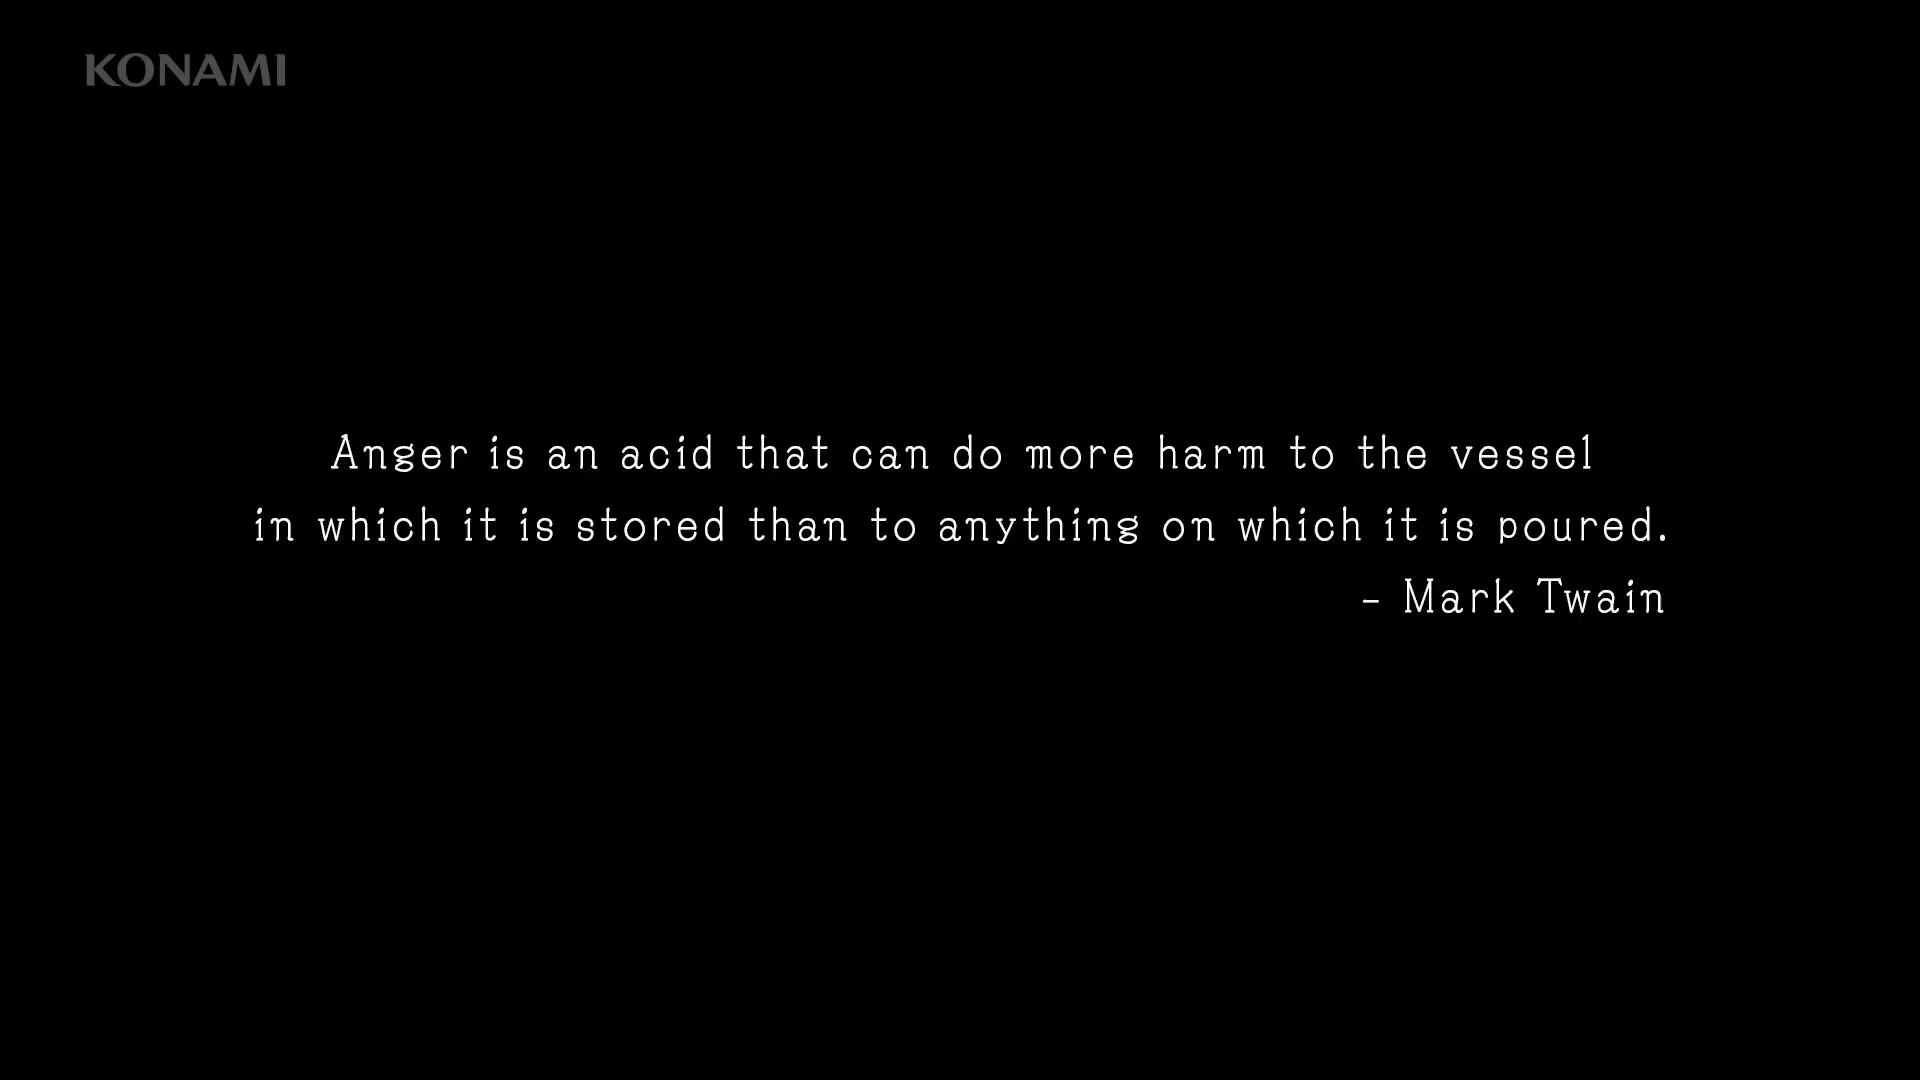 KONAMI
Anger is an acid that can do more harm to the vessel
in which it is stored than to anything on which it is poured.
- Mark Twain